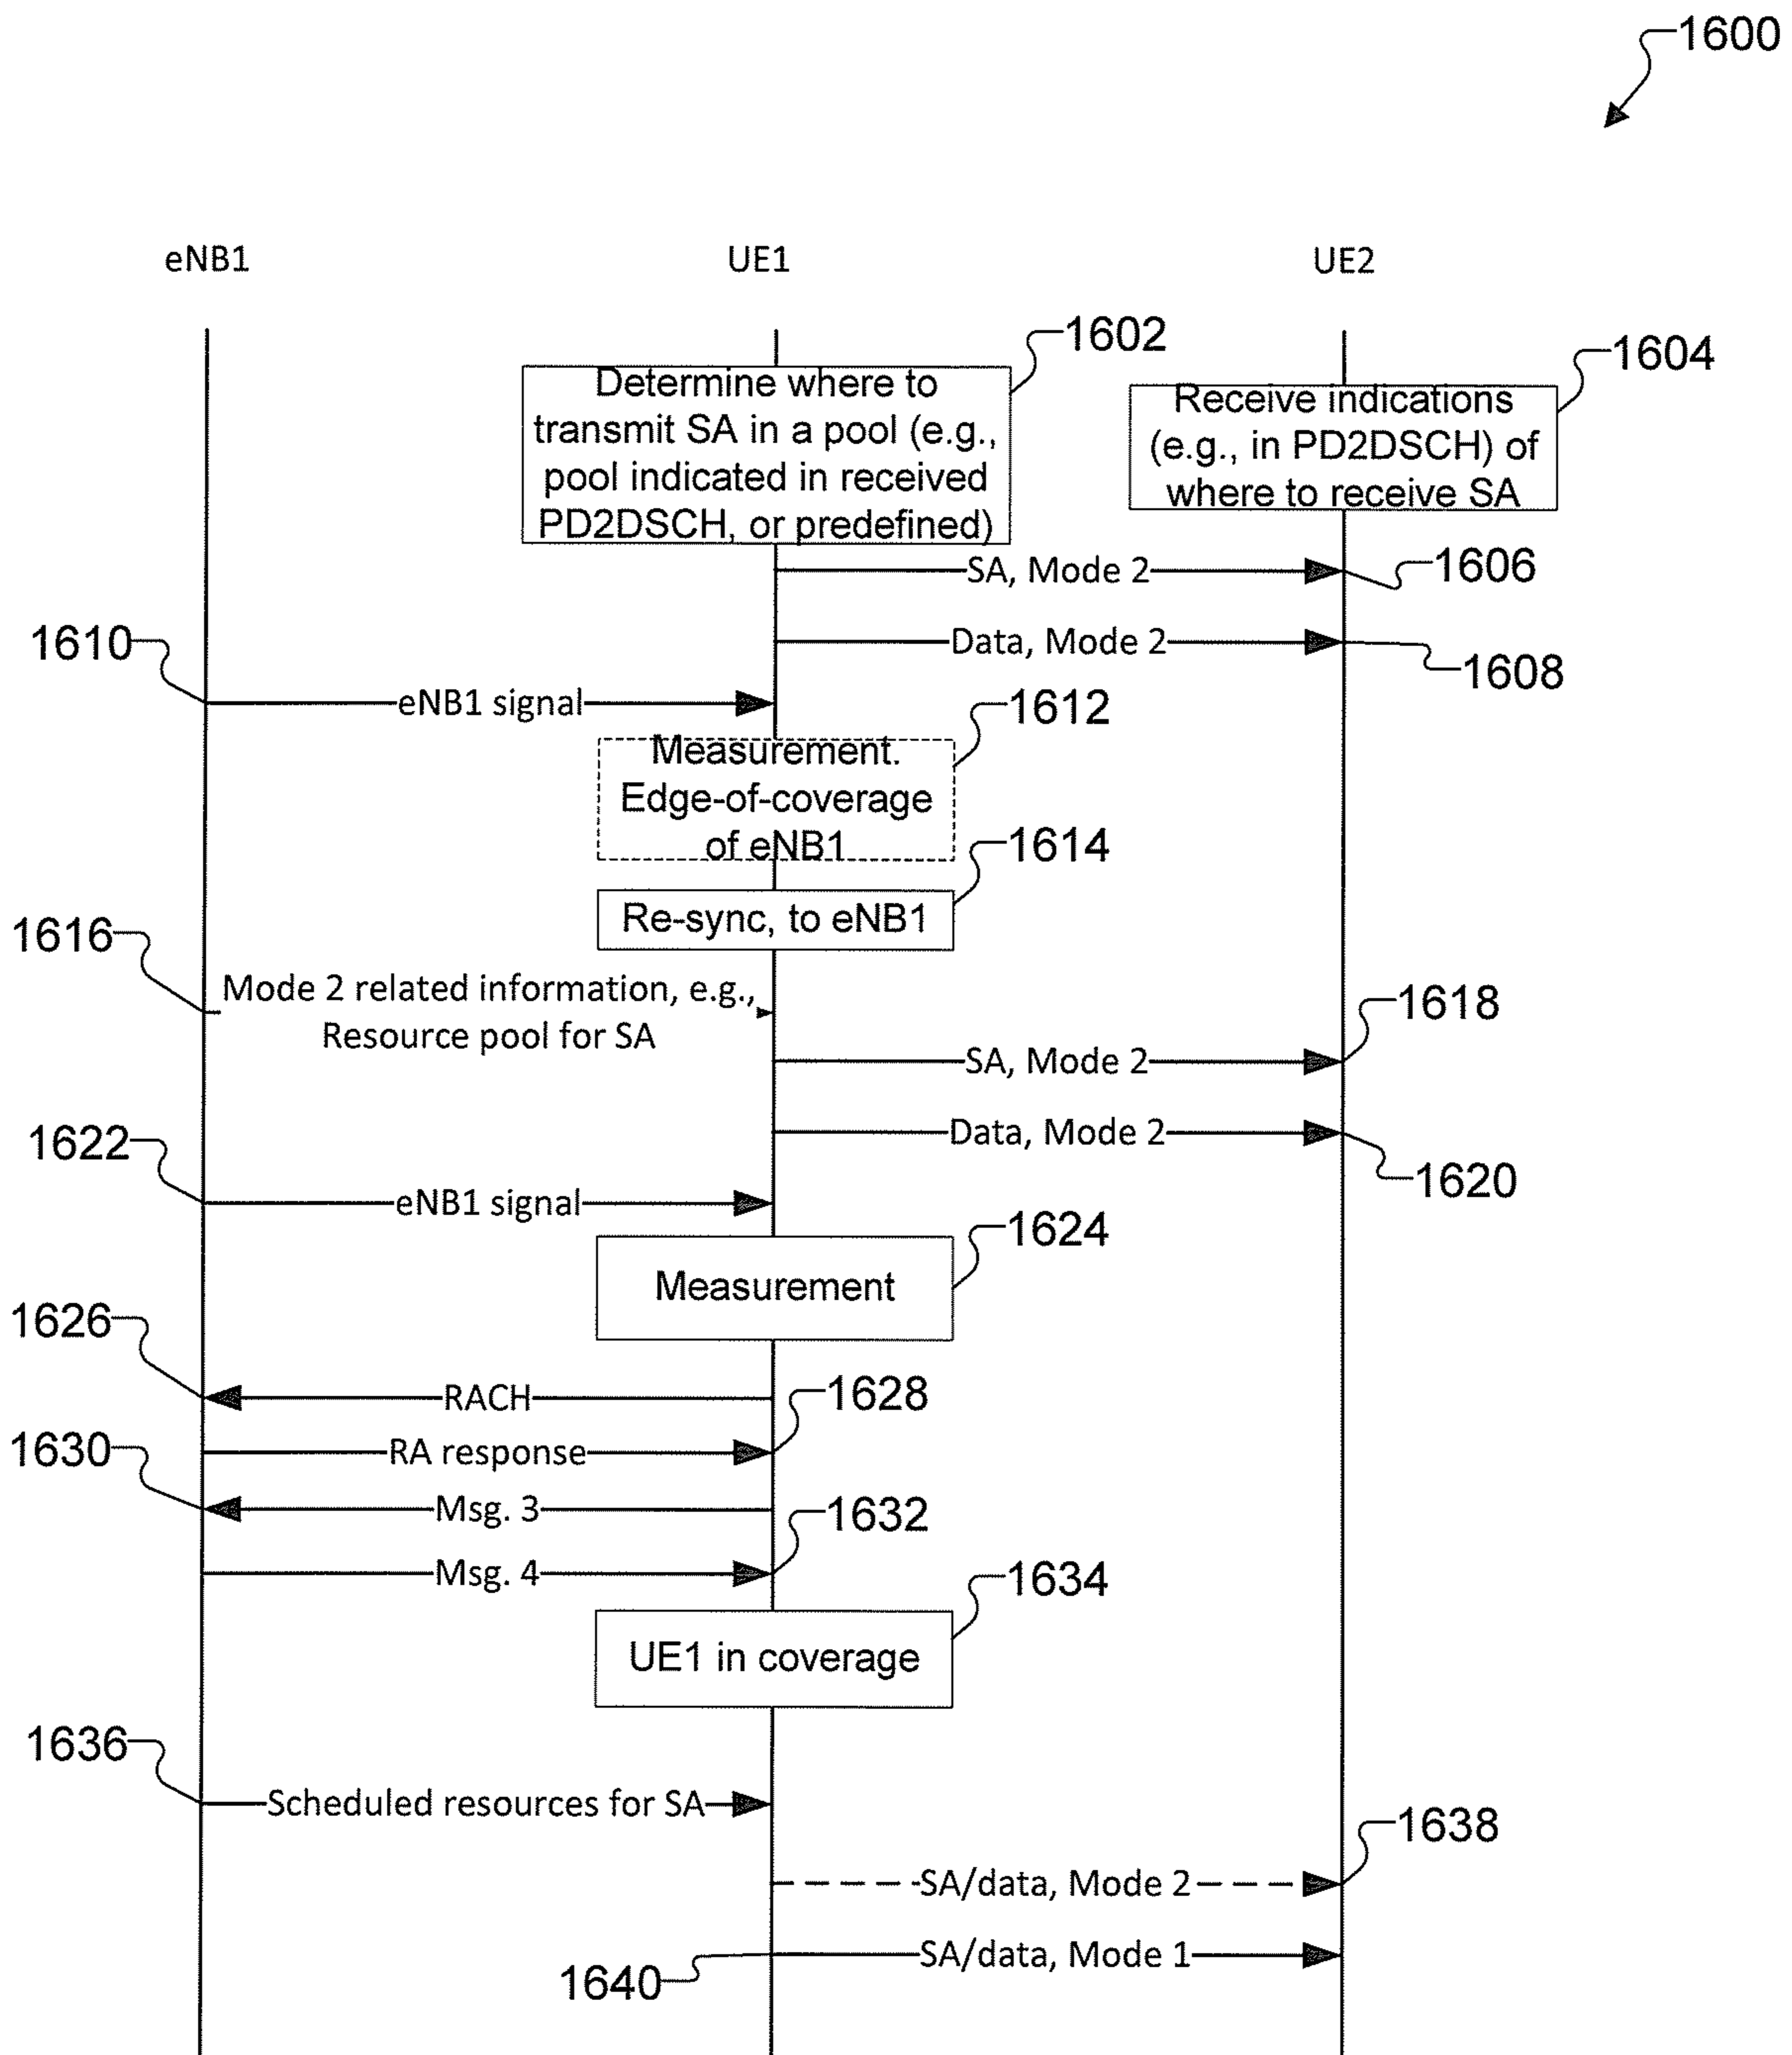 1600
eNB1
UE1
UE2
1602
1604
Determine where to
transmit SA in a pool (e.g.,
pool indicated in received
PD2DSCH, or predefined)
Receive indications
(e.g., in PD2DSCH) of
where to receive SA
SA, Mode 2
1606
1610
Data, Mode 2
1608
eNB1 signal
1612
Measurement.
Edge-of-coverage
of eNB1
1614
Re-sync, to eNB1
1616
Mode 2 related information, e.g.,
Resource pool for SA
1618
SA, Mode 2
1622
Data, Mode 2
1620
eNB1 signal
1624
Measurement
1626
RACH
1628
1630
RA response
Msg. 3
1632
Msg. 4
1634
UE1 in coverage
1636
Scheduled resources for SA
1638
SA/data, Mode 2
SA/data, Mode 1
1640